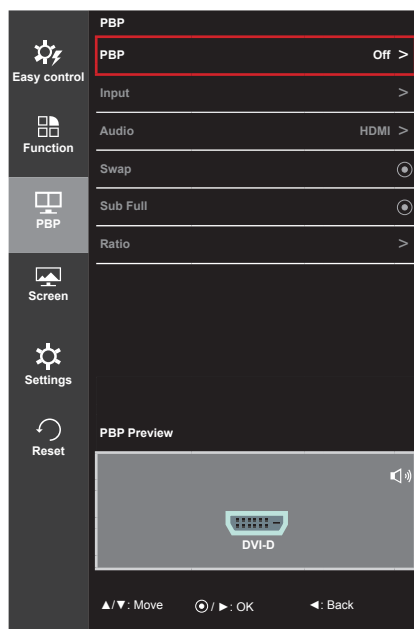 PBP
PBP Off >
Input >
Audio HDMI >
Swap
Sub Full
Ratio >
Easy control
Function
PBP
Screen
Settings
Reset
PBP Preview
DVI-D
▲/▼: Move ⦿ / ►: OK ◄: Back